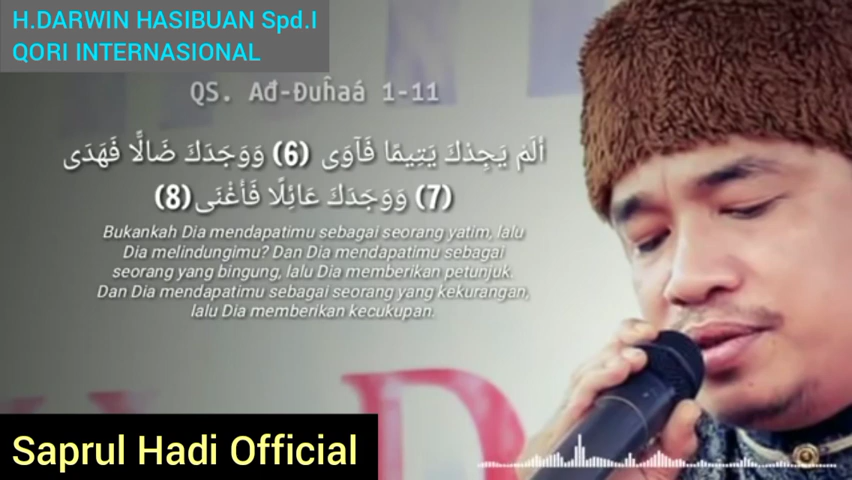 H.DARWIN HASIBUAN Spd.I
QORI INTERNASIONAL
QS. Ađ-Đuĥaá 1-11
أَلَمْ يَجِدْكَ يَتِيمًا فَآوَى (6) وَوَجَدَكَ ضَالًّا فَهَدَى
(7) وَوَجَدَكَ عَائِلًا فَأَغْنَى (8)
Bukankah Dia mendapatimu sebagai seorang yatim, lalu
Dia melindungimu? Dan Dia mendapatimu sebagai
seorang yang bingung, lalu Dia memberikan petunjuk.
Dan Dia mendapatimu sebagai seorang yang kekurangan,
lalu Dia memberikan kecukupan.
Saprul Hadi Official